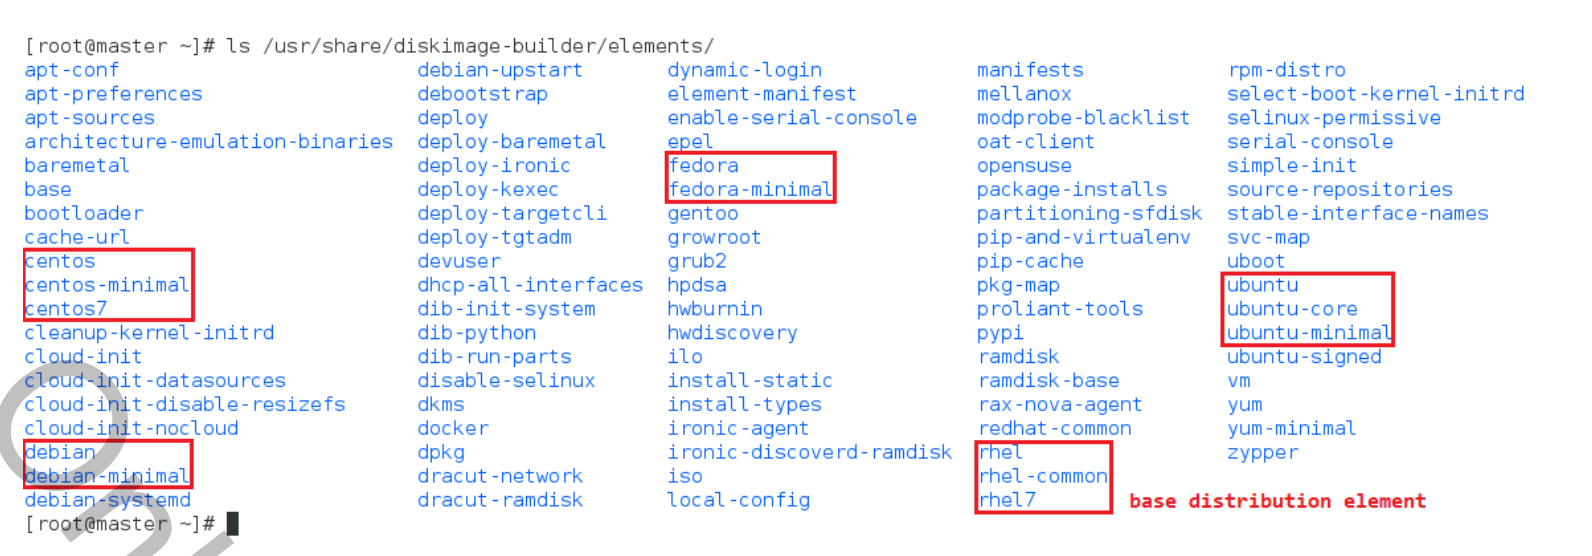 [root@master ~]# ls /usr/share/diskimage-builder/elements/
apt-conf debian-upstart dynamic-login manifests rpm-distro
apt-preferences debootstrap element-manifest mellanox select-boot-kernel-initrd
apt-sources deploy enable-serial-console modprobe-blacklist selinux-permissive
architecture-emulation-binaries deploy-baremetal epel oat-client serial-console
baremetal deploy-ironic fedora opensuse simple-init
base deploy-kexec fedora-minimal package-installs source-repositories
bootloader deploy-targetcli gentoo partitioning-sfdisk stable-interface-names
cache-url deploy-tgtadm growroot pip-and-virtualenv svc-map
centos devuser grub2 pip-cache uboot
centos-minimal dhcp-all-interfaces hpdsa pkg-map ubuntu
centos7 dib-init-system hwburnin proliant-tools ubuntu-core
cleanup-kernel-initrd dib-python hwdiscovery pypi ubuntu-minimal
cloud-init dib-run-parts ilo ramdisk ubuntu-signed
cloud-init-datasources disable-selinux install-static ramdisk-base vm
cloud-init-disable-resizefs dkms install-types rax-nova-agent yum
cloud-init-nocloud docker ironic-agent redhat-common yum-minimal
debian dpkg ironic-discoverd-ramdisk rhel zypper
debian-minimal dracut-network iso rhel-common
debian-systemd dracut-ramdisk local-config rhel7 base distribution element
[root@master ~]#